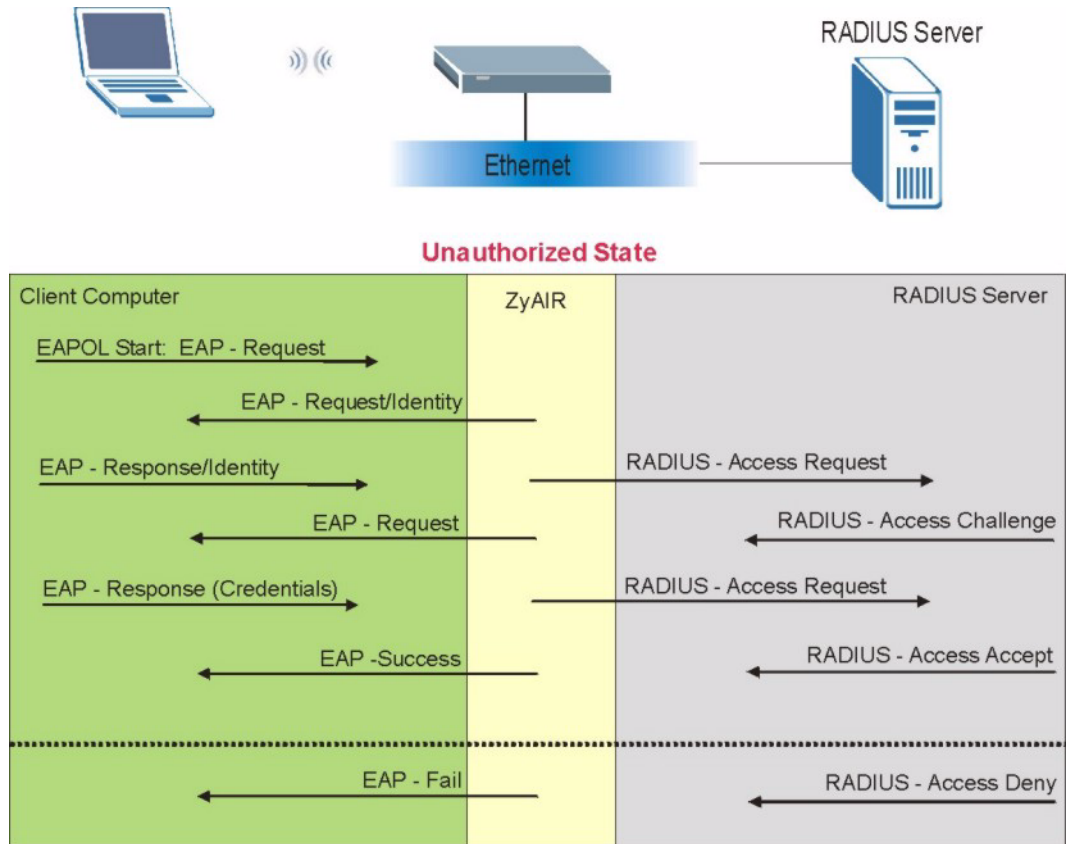 RADIUS Server
Ethernet
Unauthorized State
Client Computer
ZyAIR
RADIUS Server
EAPOL Start: EAP - Request
EAP - Request/Identity
EAP - Response/Identity
RADIUS - Access Request
EAP - Request
RADIUS - Access Challenge
EAP - Response (Credentials)
RADIUS - Access Request
EAP -Success
RADIUS - Access Accept
EAP - Fail
RADIUS - Access Deny